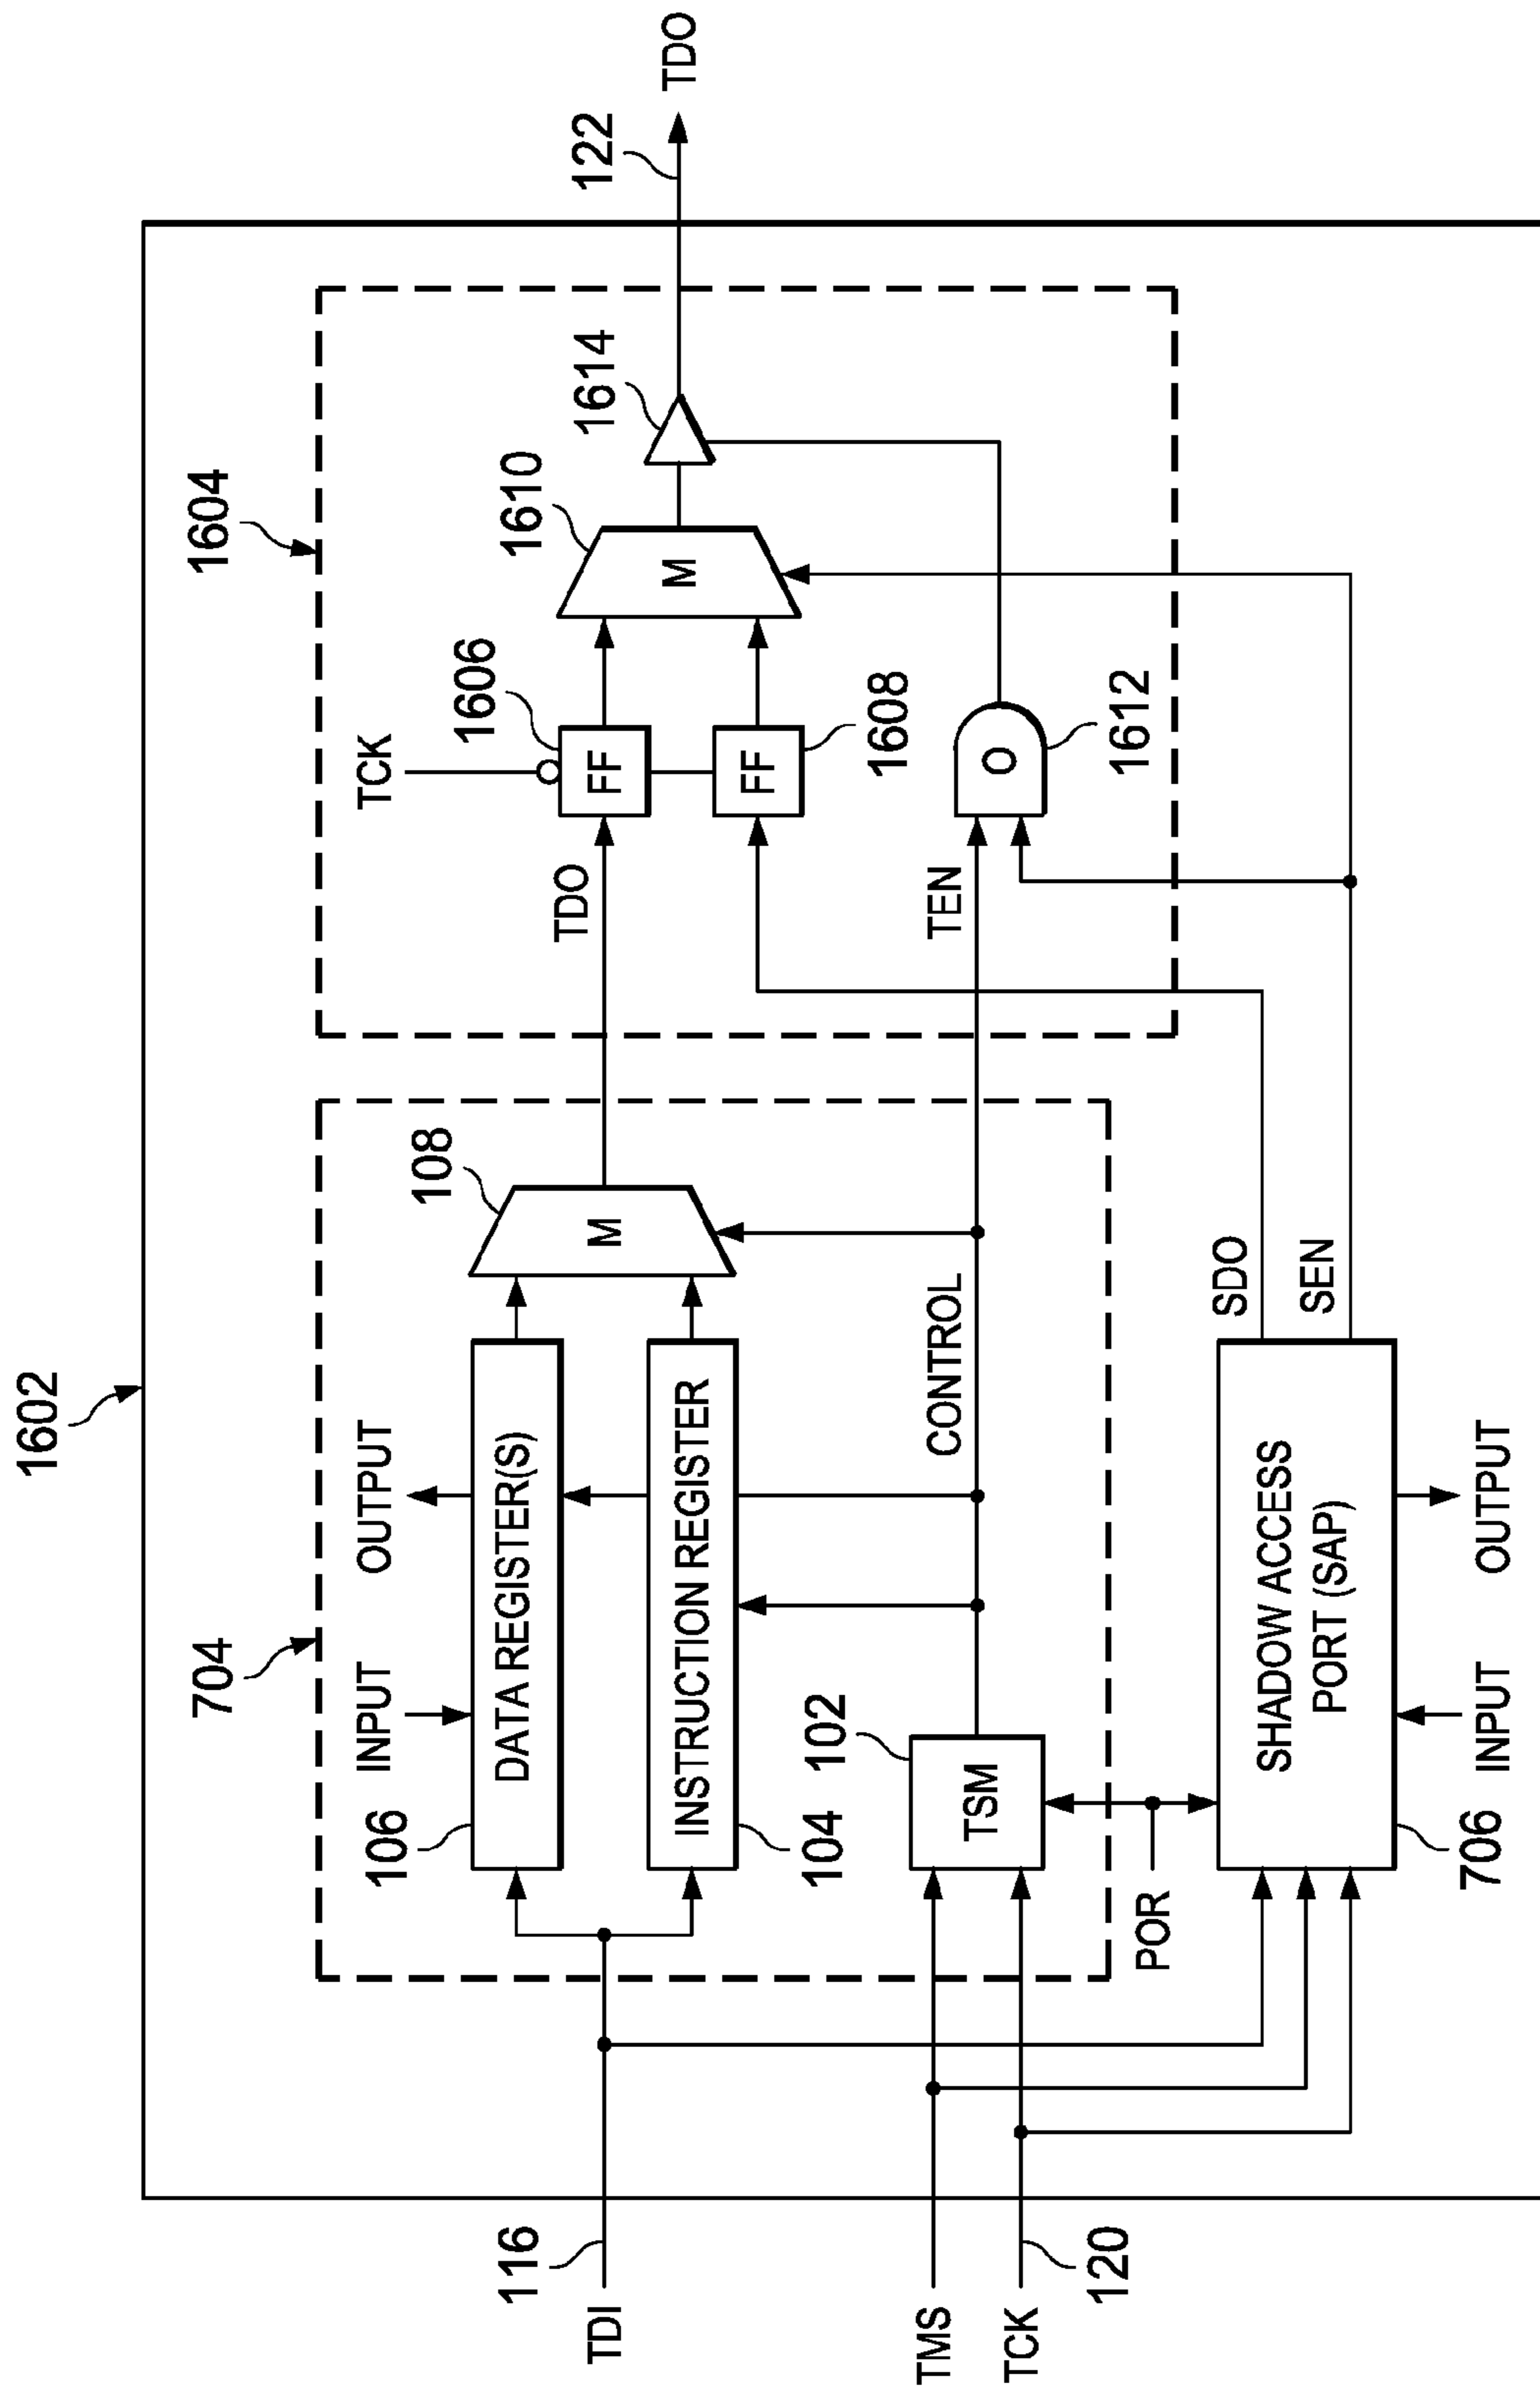 1602
704
1604
INPUT
OUTPUT
TCK
106
DATA REGISTER(S)
108
1606
1610
1614
122
TDO
116
TDI
INSTRUCTION REGISTER
M
TDO
FF
M
104
FF
1608
102
TSM
CONTROL
TEN
O
1612
TMS
TCK
120
POR
SHADOW ACCESS
PORT (SAP)
SDO
SEN
706
INPUT
OUTPUT